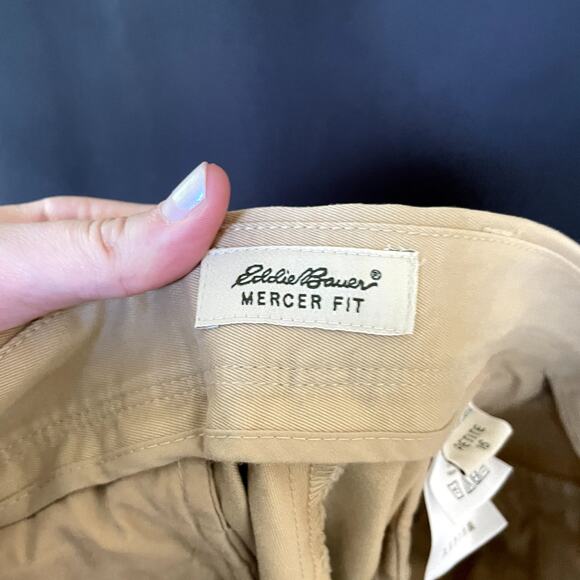 Eddie Bauer®
MERCER FIT
PETITE
16